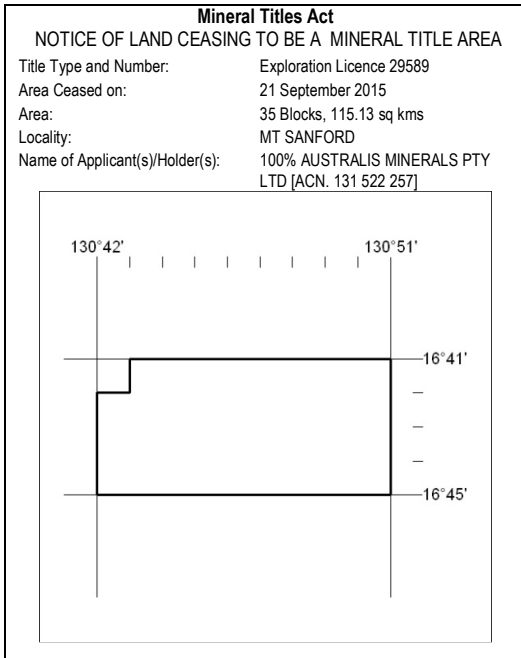 Mineral Titles Act
NOTICE OF LAND CEASING TO BE A MINERAL TITLE AREA
Title Type and Number: Exploration Licence 29589
Area Ceased on: 21 September 2015
Area: 35 Blocks, 115.13 sq kms
Locality: MT SANFORD
Name of Applicant(s)/Holder(s): 100% AUSTRALIS MINERALS PTY
LTD [ACN. 131 522 257]
130°42' 130°51'
16°41'
16°45'